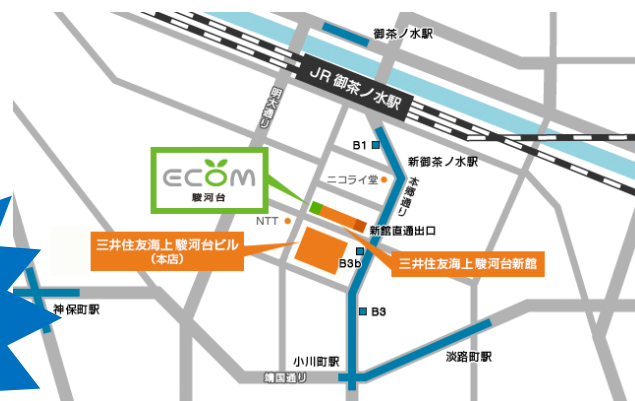 御茶ノ水駅
JR 御茶ノ水駅
明大通り
B1
新御茶ノ水駅
ECOM
駿河台
ニコライ堂
本郷通り
NTT
新館直通出口
三井住友海上 駿河台ビル
(本店)
B3b
三井住友海上 駿河台新館
神保町駅
B3
小川町駅
淡路町駅
靖国通り